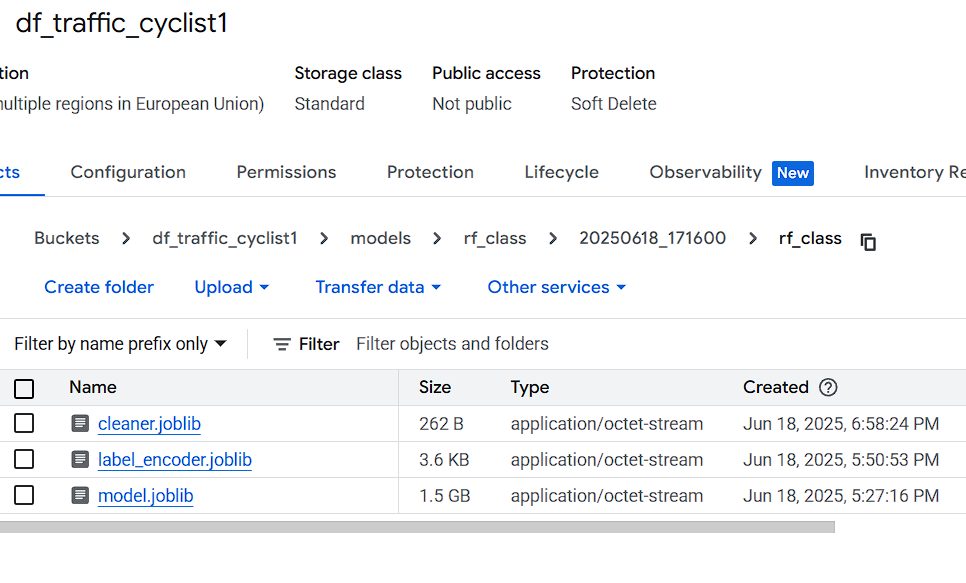 df_traffic_cyclist1
tion Storage class Public access Protection
nultiple regions in European Union) Standard Not public Soft Delete
cts Configuration Permissions Protection Lifecycle Observability New Inventory Re
Buckets > df_traffic_cyclist1 > models > rf_class > 20250618_171600 > rf_class
Create folder Upload Transfer data Other services
Filter by name prefix only Filter Filter objects and folders
Name Size Type Created
cleaner.joblib 262 B application/octet-stream Jun 18, 2025, 6:58:24 PM
label_encoder.joblib 3.6 KB application/octet-stream Jun 18, 2025, 5:50:53 PM
model.joblib 1.5 GB application/octet-stream Jun 18, 2025, 5:27:16 PM